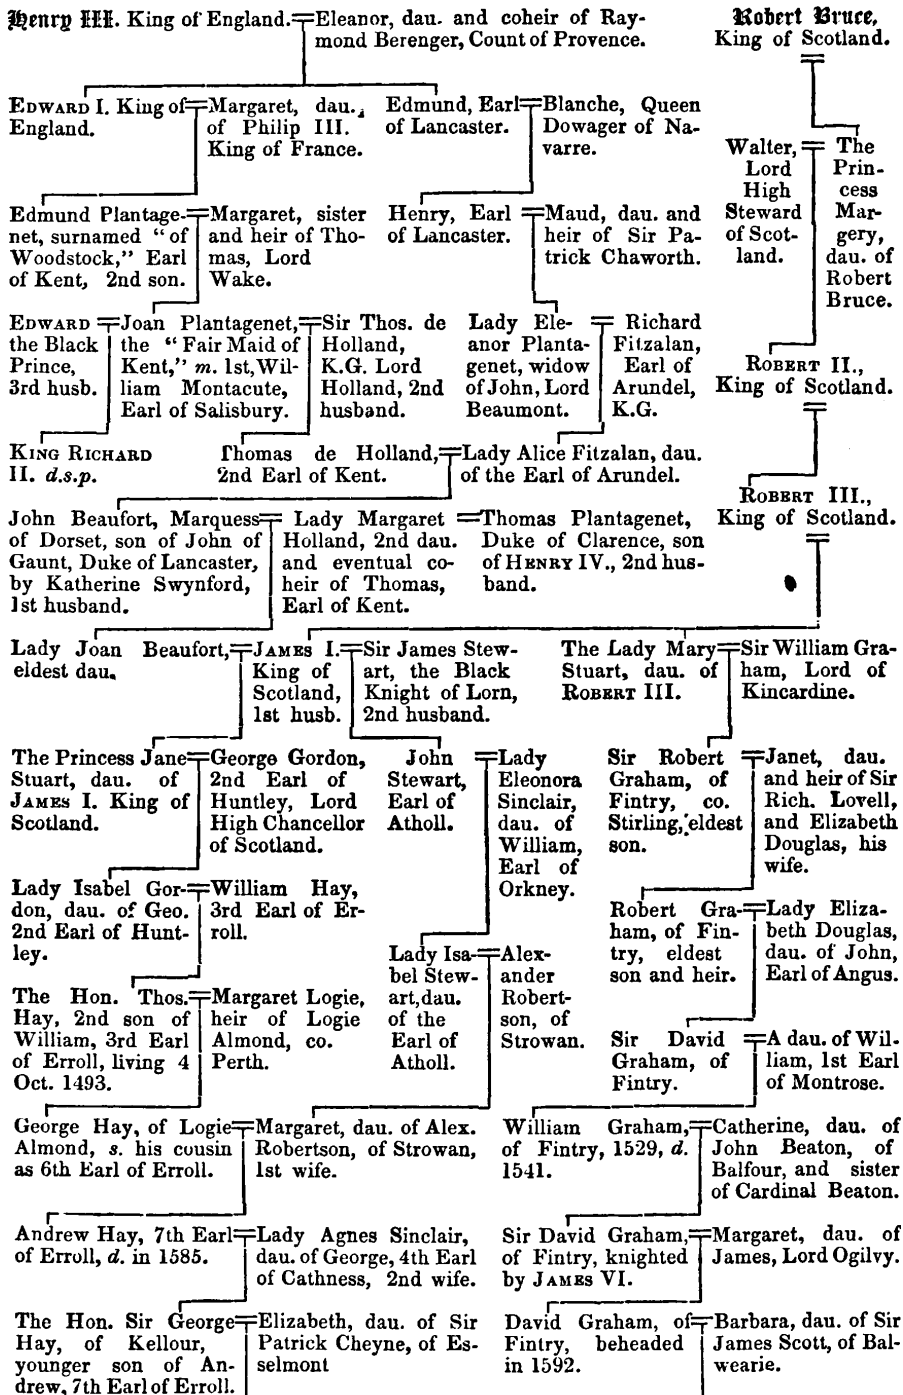 Henry III. King of England.
Eleanor, dau. and coheir of Ray-
mond Berenger, Count of Provence.
Robert Bruce,
King of Scotland.
EDWARD I. King of
England.
Margaret, dau.
of Philip III.
King of France.
Edmund, Earl
of Lancaster.
Blanche, Queen
Dowager of Na-
varre.
Walter,
Lord
High
Steward
of Scot-
land.
The
Prin-
cess
Mar-
gery,
dau. of
Robert
Bruce.
Edmund Plantage-
net, surnamed "of
Woodstock," Earl
of Kent, 2nd son.
Margaret, sister
and heir of Tho-
mas, Lord
Wake.
Henry, Earl
of Lancaster.
Maud, dau. and
heir of Sir Pa-
trick Chaworth.
EDWARD
the Black
Prince,
3rd husb.
Joan Plantagenet,
the "Fair Maid of
Kent," m. 1st, Wil-
liam Montacute,
Earl of Salisbury.
Sir Thos. de
Holland,
K.G. Lord
Holland, 2nd
husband.
Lady Ele-
anor Planta-
genet, widow
of John, Lord
Beaumont.
Richard
Fitzalan,
Earl of
Arundel,
K.G.
ROBERT II.,
King of Scotland.
KING RICHARD
II. d.s.p.
Thomas de Holland,
2nd Earl of Kent.
Lady Alice Fitzalan, dau.
of the Earl of Arundel.
ROBERT III.,
King of Scotland.
John Beaufort, Marquess
of Dorset, son of John of
Gaunt, Duke of Lancaster,
by Katherine Swynford,
1st husband.
Lady Margaret
Holland, 2nd dau.
and eventual co-
heir of Thomas,
Earl of Kent.
Thomas Plantagenet,
Duke of Clarence, son
of HENRY IV., 2nd hus-
band.
Lady Joan Beaufort,
eldest dau.
JAMES I.
King of
Scotland,
1st husb.
Sir James Stew-
art, the Black
Knight of Lorn,
2nd husband.
The Lady Mary
Stuart, dau. of
ROBERT III.
Sir William Gra-
ham, Lord of
Kincardine.
The Princess Jane
Stuart, dau. of
JAMES I. King of
Scotland.
George Gordon,
2nd Earl of
Huntley, Lord
High Chancellor
of Scotland.
John
Stewart,
Earl of
Atholl.
Lady
Eleonora
Sinclair,
dau. of
William,
Earl of
Orkney.
Sir Robert
Graham, of
Fintry, co.
Stirling, eldest
son.
Janet, dau.
and heir of Sir
Rich. Lovell,
and Elizabeth
Douglas, his
wife.
Lady Isabel Gor-
don, dau. of Geo.
2nd Earl of Hunt-
ley.
William Hay,
3rd Earl of Er-
roll.
Lady Isa-
bel Stew-
art, dau.
of the
Earl of
Atholl.
Alex-
ander
Robert-
son, of
Strowan.
Robert Gra-
ham, of Fin-
try, eldest
son and heir.
Lady Eliza-
beth Douglas,
dau. of John,
Earl of Angus.
The Hon. Thos.
Hay, 2nd son of
William, 3rd Earl
of Erroll, living 4
Oct. 1493.
Margaret Logie,
heir of Logie
Almond, co.
Perth.
Sir David
Graham, of
Fintry.
A dau. of Wil-
liam, 1st Earl
of Montrose.
George Hay, of Logie
Almond, s. his cousin
as 6th Earl of Erroll.
Margaret, dau. of Alex.
Robertson, of Strowan,
1st wife.
William Graham,
of Fintry, 1529, d.
1541.
Catherine, dau. of
John Beaton, of
Balfour, and sister
of Cardinal Beaton.
Andrew Hay, 7th Earl
of Erroll, d. in 1585.
Lady Agnes Sinclair,
dau. of George, 4th Earl
of Cathness, 2nd wife.
Sir David Graham,
of Fintry, knighted
by JAMES VI.
Margaret, dau. of
James, Lord Ogilvy.
The Hon. Sir George
Hay, of Kellour,
younger son of An-
drew, 7th Earl of Erroll.
Elizabeth, dau. of Sir
Patrick Cheyne, of Es-
selmont
David Graham, of
Fintry, beheaded
in 1592.
Barbara, dau. of Sir
James Scott, of Bal-
wearie.